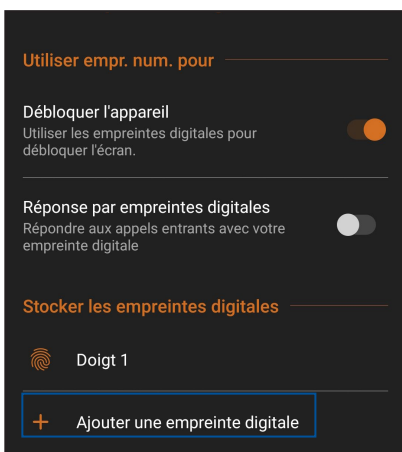 Utiliser empr. num. pour
Débloquer l'appareil
Utiliser les empreintes digitales pour
débloquer l'écran.
Réponse par empreintes digitales
Répondre aux appels entrants avec votre
empreinte digitale
Stocker les empreintes digitales
Doigt 1
+ Ajouter une empreinte digitale